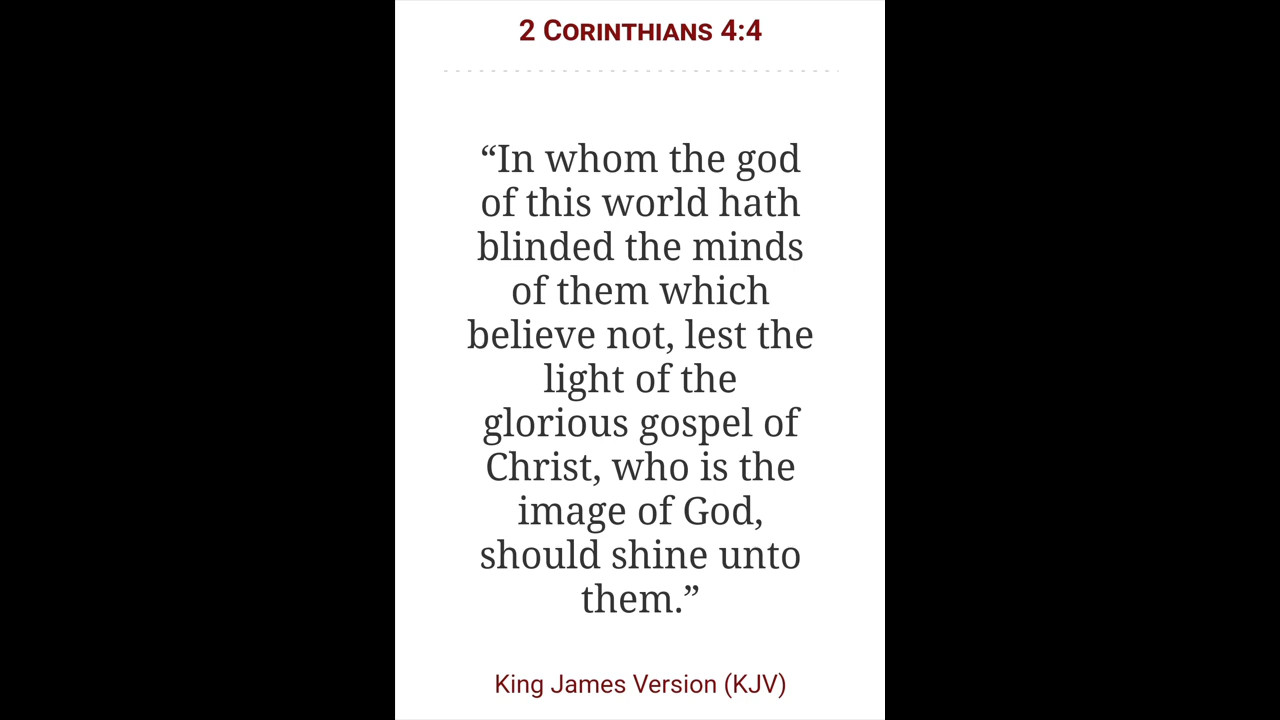 2 Corinthians 4:4
“In whom the god
of this world hath
blinded the minds
of them which
believe not, lest the
light of the
glorious gospel of
Christ, who is the
image of God,
should shine unto
them.”
King James Version (KJV)